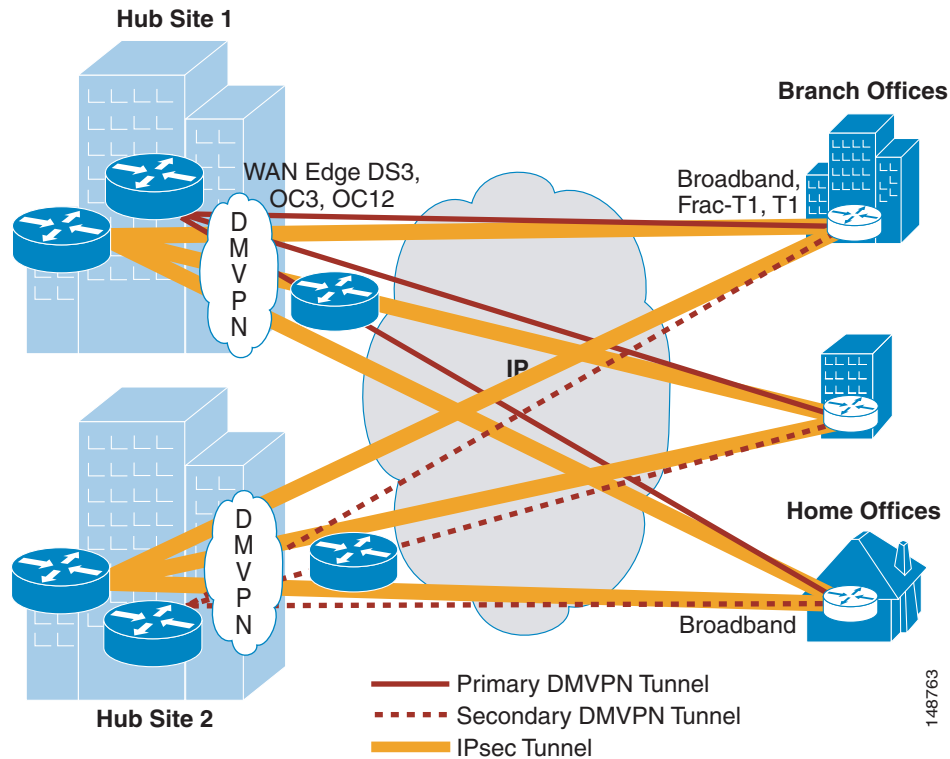 Hub Site 1
Branch Offices
WAN Edge DS3,
OC3, OC12
Broadband,
Frac-T1, T1
D
M
V
P
N
IP
D
M
V
P
N
Home Offices
Broadband
Hub Site 2
Primary DMVPN Tunnel
Secondary DMVPN Tunnel
IPsec Tunnel
148763